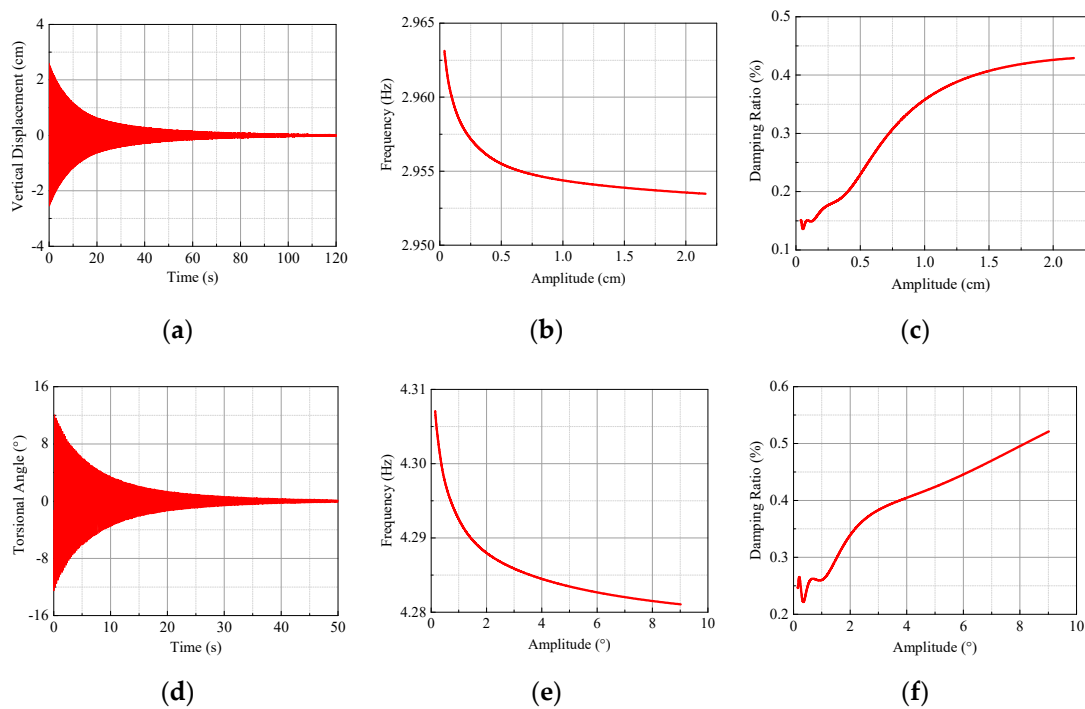 4
2
0
-2
-4
0 20 40 60 80 100 120
Vertical Displacement (cm)
Time (s)
(a)
2.965
2.960
2.955
2.950
0.0 0.5 1.0 1.5 2.0
Frequency (Hz)
Amplitude (cm)
(b)
0.5
0.4
0.3
0.2
0.1
0 0.5 1.0 1.5 2.0
Damping Ratio (%)
Amplitude (cm)
(c)
16
8
0
-8
-16
0 10 20 30 40 50
Torsional Angle (°)
Time (s)
(d)
4.31
4.30
4.29
4.28
0 2 4 6 8 10
Frequency (Hz)
Amplitude (°)
(e)
0.6
0.5
0.4
0.3
0.2
0 2 4 6 8 10
Damping Ratio (%)
Amplitude (°)
(f)